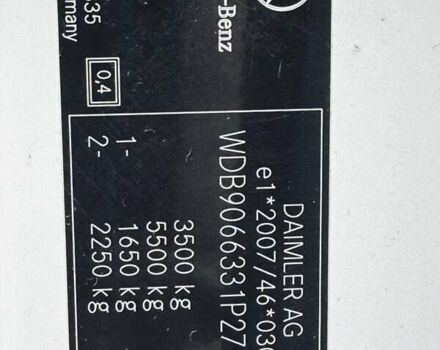 -Benz
35
many
0,4
DAIMLER AG
e1*2007/46*030
WDB9066331P27
3500 kg
5500 kg
1- 1650 kg
2- 2250 kg